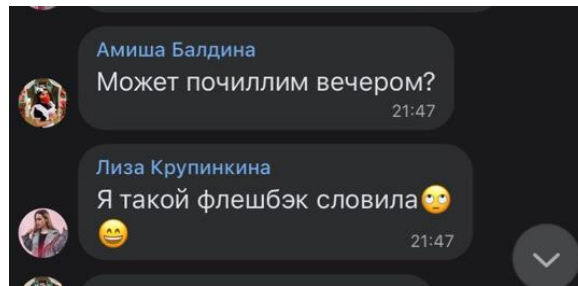 Амиша Балдина
Может почиллим вечером?
21:47
Лиза Крупинкина
Я такой флешбэк словила🙄
😄
21:47